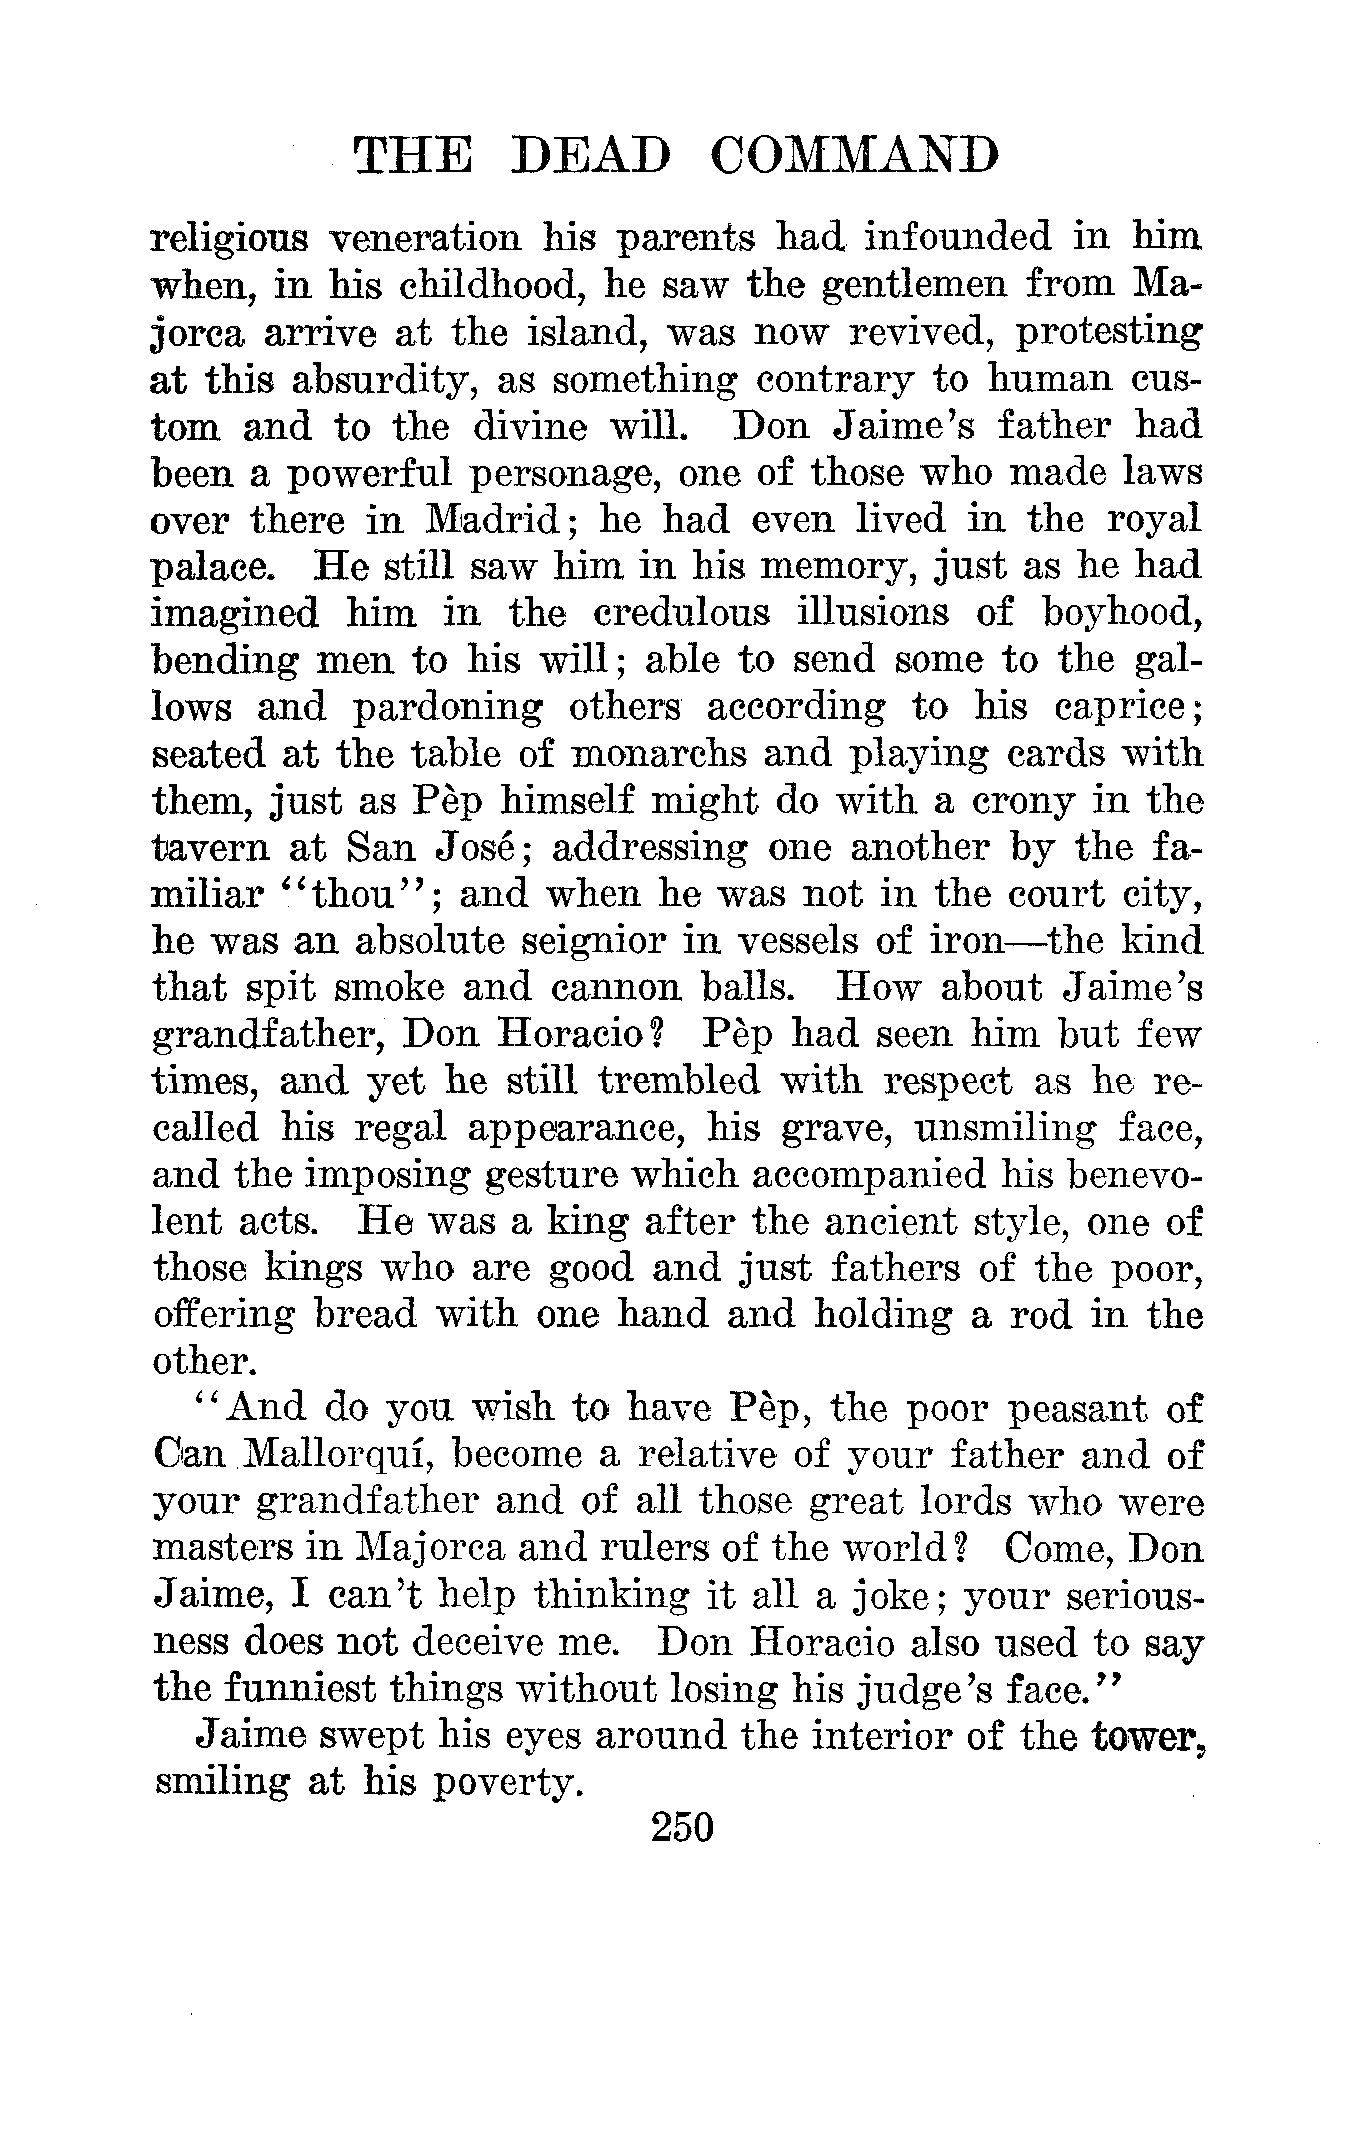 THE DEAD COMMAND
religious veneration his parents had infounded in him
when, in his childhood, he saw the gentlemen from Ma-
jorca arrive at the island, was now revived, protesting
at this absurdity, as something contrary to human cus-
tom and to the divine will. Don Jaime's father had
been a powerful personage, one of those who made laws
over there in Madrid; he had even lived in the royal
palace. He still saw him in his memory, just as he had
imagined him in the credulous illusions of boyhood,
bending men to his will; able to send some to the gal-
lows and pardoning others according to his caprice;
seated at the table of monarchs and playing cards with
them, just as Pèp himself might do with a crony in the
tavern at San José; addressing one another by the fa-
miliar "thou"; and when he was not in the court city,
he was an absolute seignior in vessels of iron—the kind
that spit smoke and cannon balls. How about Jaime's
grandfather, Don Horacio? Pèp had seen him but few
times, and yet he still trembled with respect as he re-
called his regal appearance, his grave, unsmiling face,
and the imposing gesture which accompanied his benevo-
lent acts. He was a king after the ancient style, one of
those kings who are good and just fathers of the poor,
offering bread with one hand and holding a rod in the
other.
"And do you wish to have Pèp, the poor peasant of
Can Mallorquí, become a relative of your father and of
your grandfather and of all those great lords who were
masters in Majorca and rulers of the world? Come, Don
Jaime, I can't help thinking it all a joke; your serious-
ness does not deceive me. Don Horacio also used to say
the funniest things without losing his judge's face."
Jaime swept his eyes around the interior of the tower,
smiling at his poverty.
250